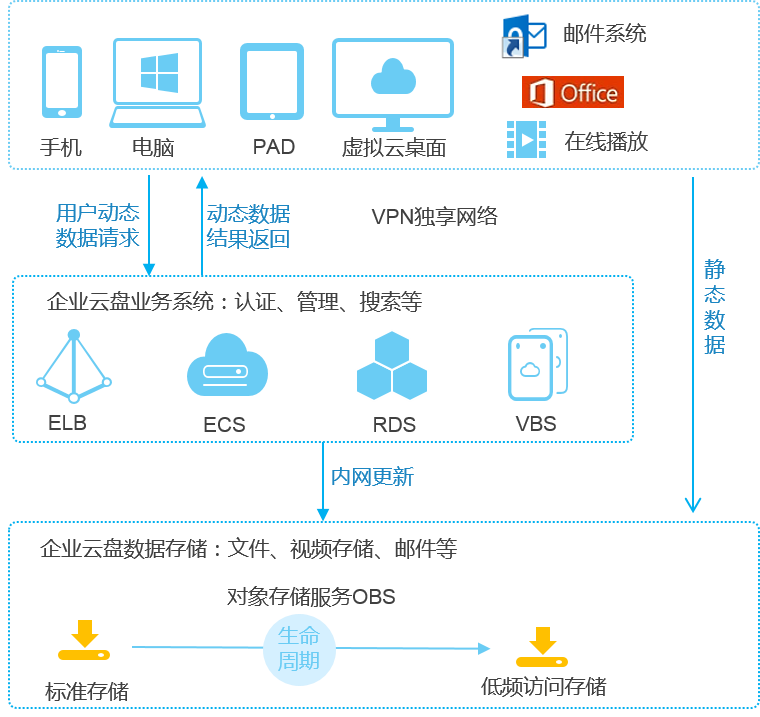 邮件系统
Office
手机
电脑
PAD
虚拟云桌面
在线播放
用户动态
数据请求
动态数据
结果返回
VPN独享网络
静
态
数
据
企业云盘业务系统：认证、管理、搜索等
ELB
ECS
RDS
VBS
内网更新
企业云盘数据存储：文件、视频存储、邮件等
对象存储服务OBS
生命
周期
标准存储
低频访问存储